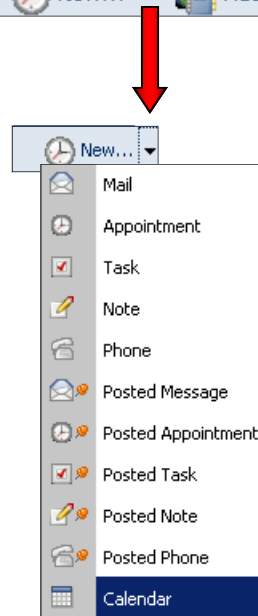 New...
Mail
Appointment
Task
Note
Phone
Posted Message
Posted Appointment
Posted Task
Posted Note
Posted Phone
Calendar